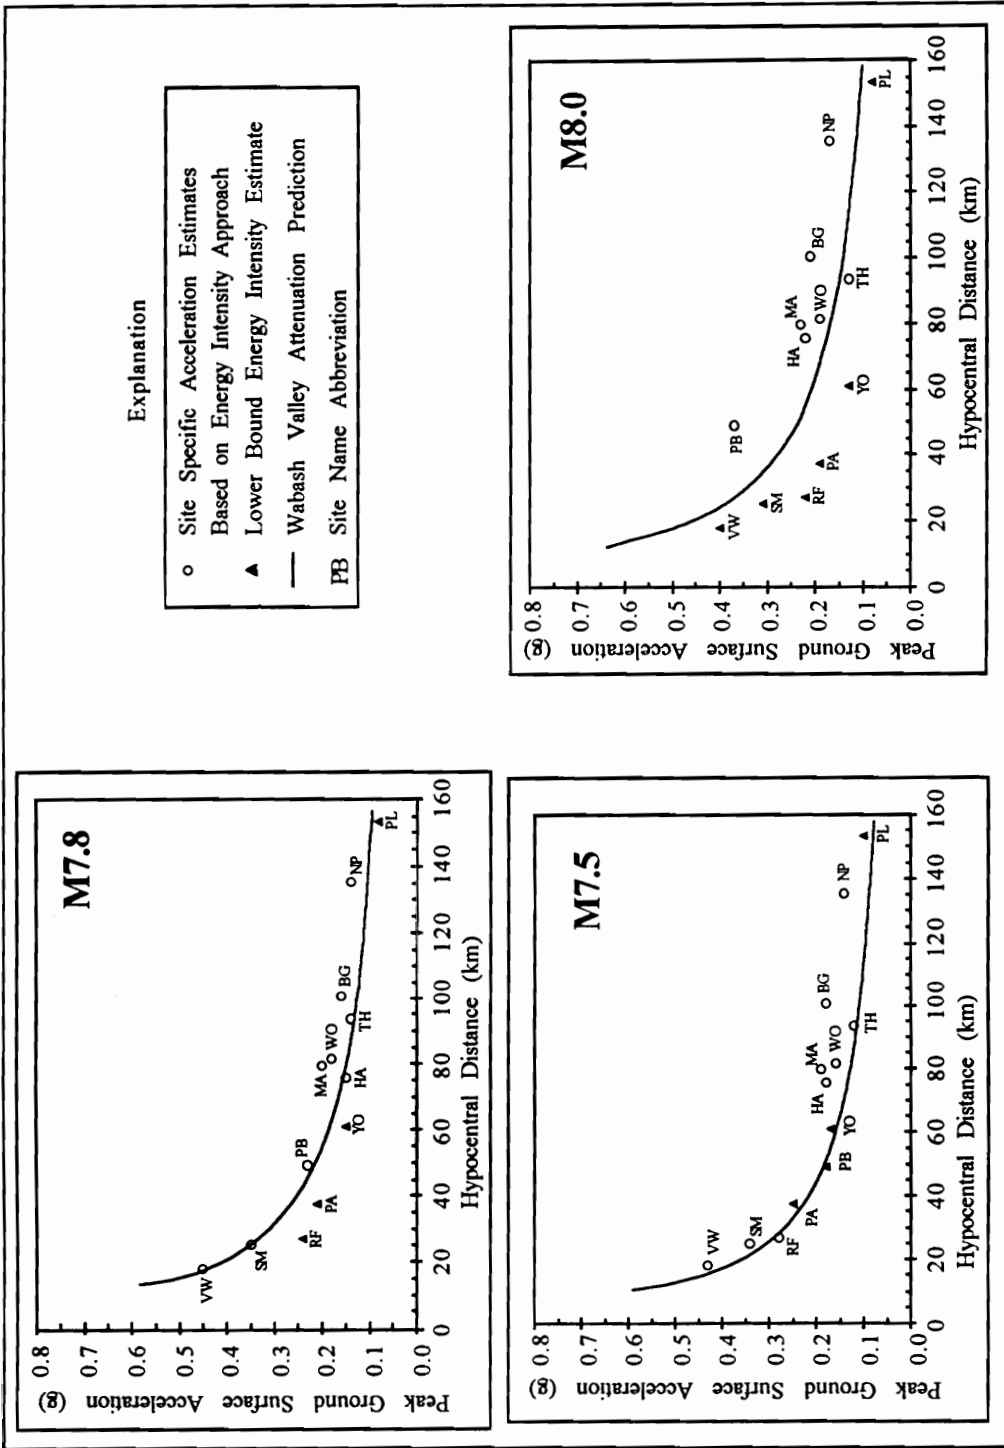 M7.8
Peak Ground Surface Acceleration (g)
0.8
0.7
0.6
0.5
0.4
0.3
0.2
0.1
0.0
VW
SM
RF
PA
PB
YO
HA
MA
WO
TH
BG
NP
PL
0 20 40 60 80 100 120 140 160
Hypocentral Distance (km)
Explanation
Site Specific Acceleration Estimates
Based on Energy Intensity Approach
Lower Bound Energy Intensity Estimate
Wabash Valley Attenuation Prediction
PB Site Name Abbreviation
M7.5
Peak Ground Surface Acceleration (g)
0.8
0.7
0.6
0.5
0.4
0.3
0.2
0.1
0.0
VW
SM
RF
PA
PB
YO
HA
MA
WO
TH
BG
NP
PL
0 20 40 60 80 100 120 140 160
Hypocentral Distance (km)
M8.0
Peak Ground Surface Acceleration (g)
0.8
0.7
0.6
0.5
0.4
0.3
0.2
0.1
0.0
VW
SM
RF
PA
PB
YO
HA
MA
WO
TH
BG
NP
PL
0 20 40 60 80 100 120 140 160
Hypocentral Distance (km)